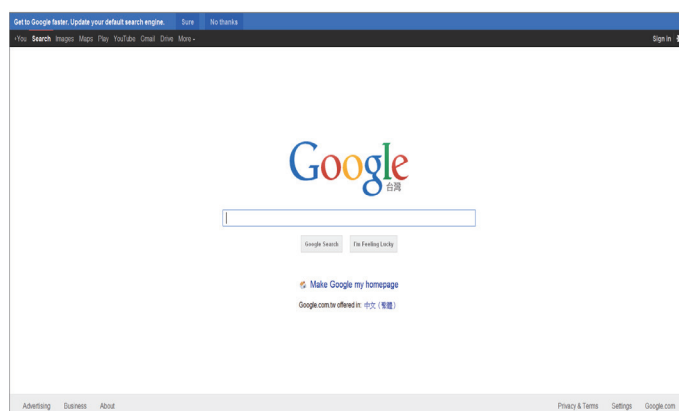 Get to Google faster. Update your default search engine. Sure No thanks
+You Search Images Maps Play YouTube Gmail Drive More Sign in
Google
台灣
Google Search I'm Feeling Lucky
Make Google my homepage
Google.com.tw offered in: 中文 (繁體)
Advertising Business About Privacy & Terms Settings Google.com